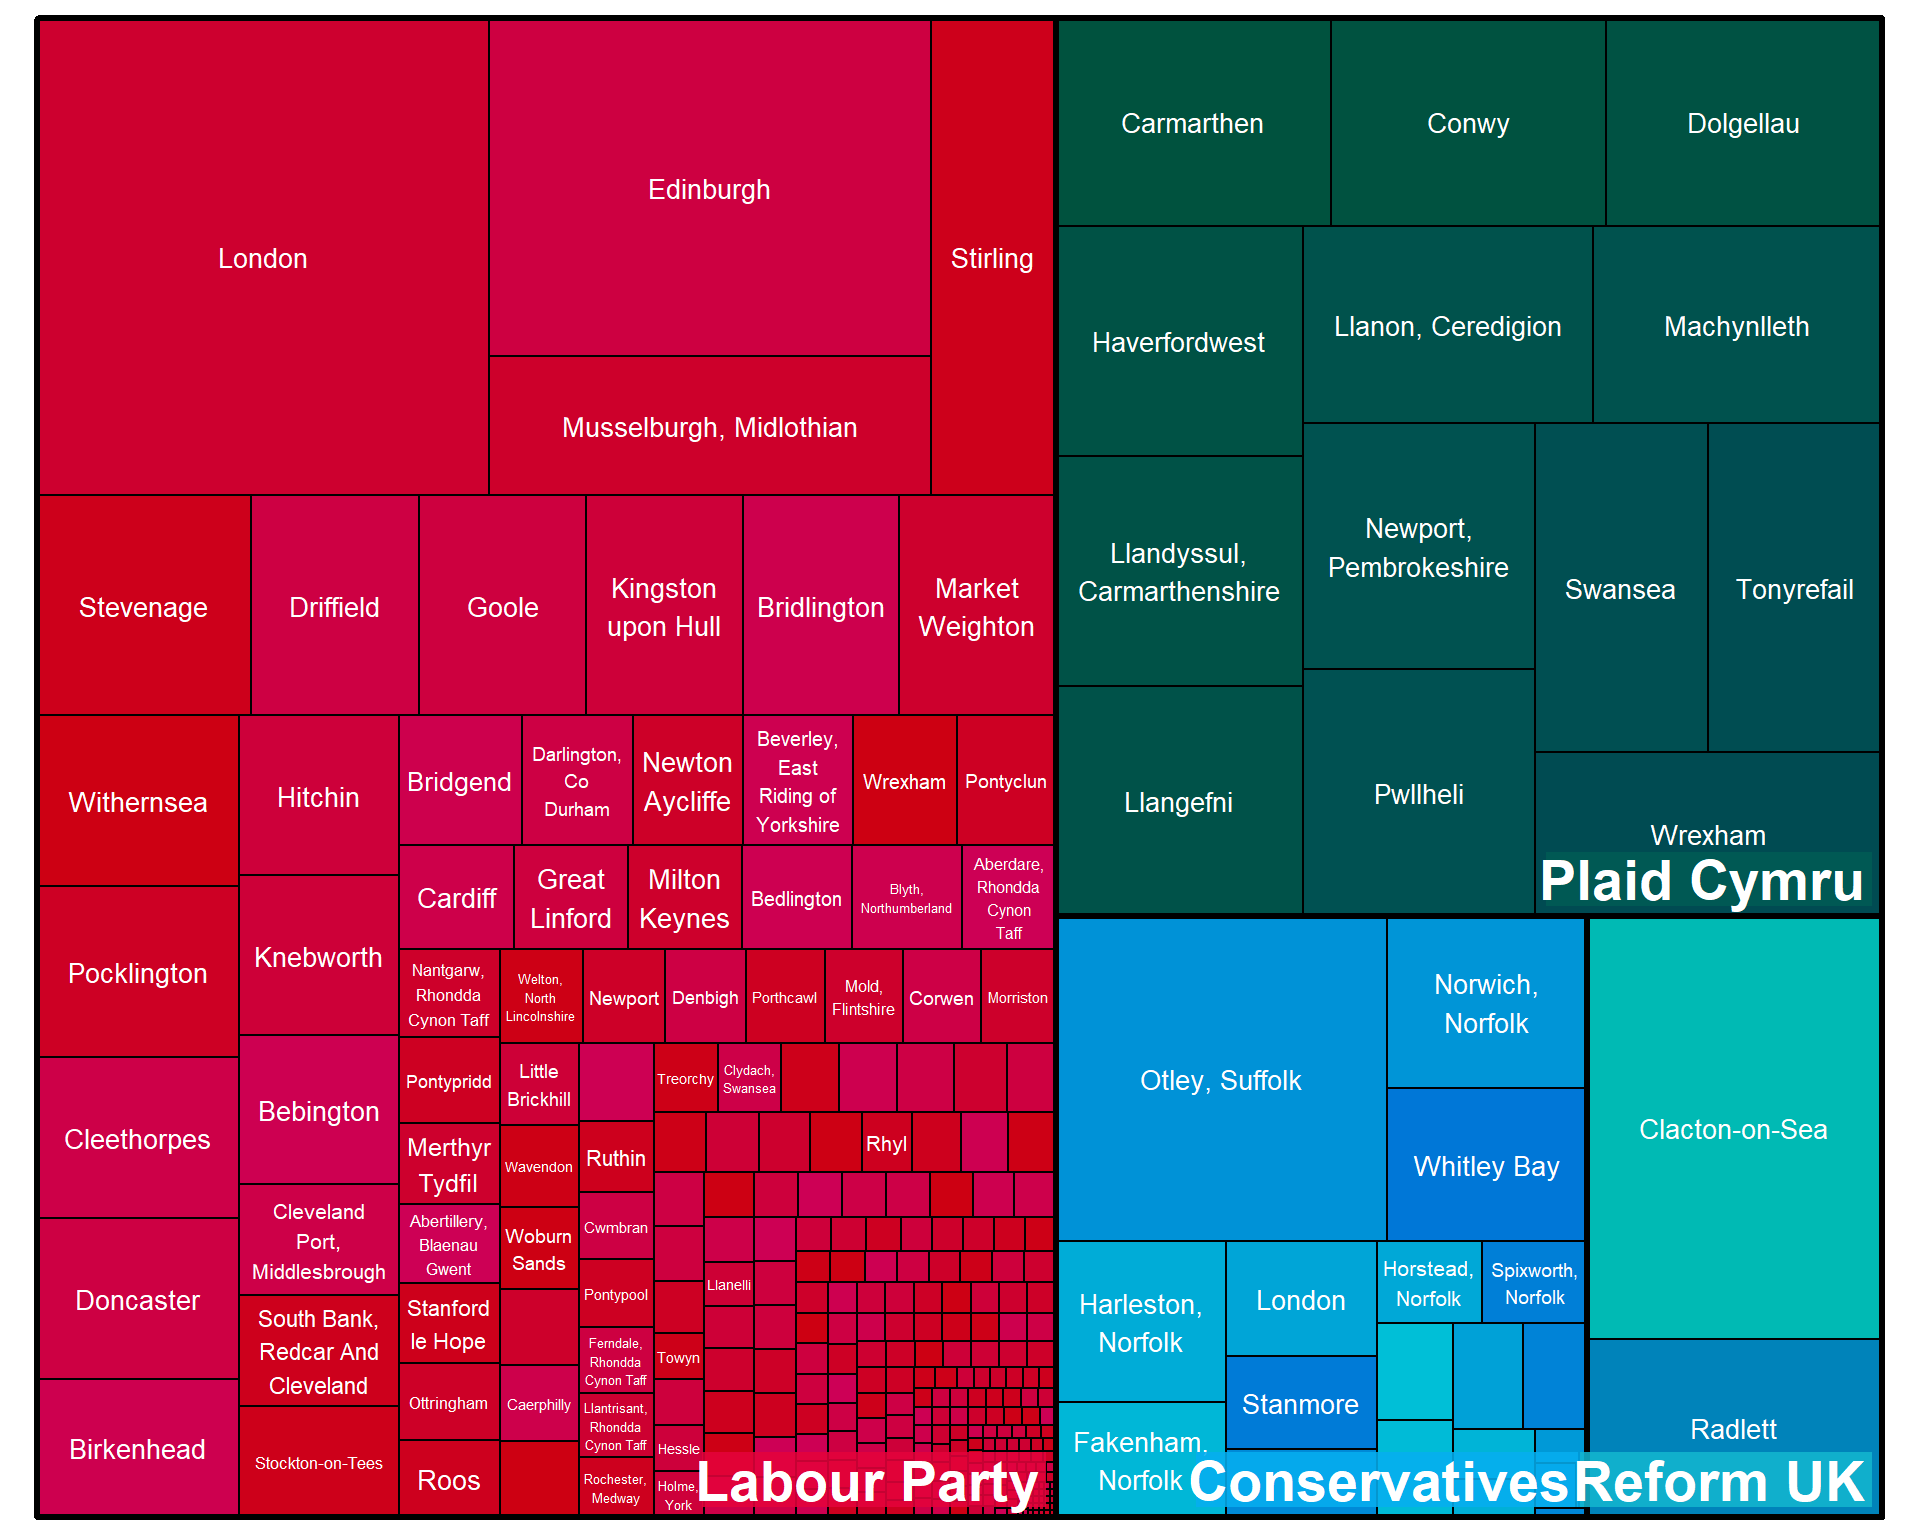 London
Edinburgh
Stirling
Musselburgh, Midlothian
Stevenage
Driffield
Goole
Kingston
upon Hull
Bridlington
Market
Weighton
Withernsea
Pocklington
Cleethorpes
Doncaster
Birkenhead
Hitchin
Knebworth
Bebington
Cleveland
Port,
Middlesbrough
South Bank,
Redcar And
Cleveland
Stockton-on-Tees
Bridgend
Darlington,
Co
Durham
Newton
Aycliffe
Beverley,
East
Riding of
Yorkshire
Wrexham
Pontyclun
Cardiff
Great
Linford
Milton
Keynes
Bedlington
Blyth,
Northumberland
Aberdare,
Rhondda
Cynon
Taff
Nantgarw,
Rhondda
Cynon Taff
Welton,
North
Lincolnshire
Newport
Denbigh
Porthcawl
Mold,
Flintshire
Corwen
Morriston
Pontypridd
Merthyr
Tydfil
Abertillery,
Blaenau
Gwent
Stanford
le Hope
Ottringham
Roos
Little
Brickhill
Wavendon
Woburn
Sands
Caerphilly
Ruthin
Cwmbran
Pontypool
Ferndale,
Rhondda
Cynon Taff
Llantrisant,
Rhondda
Cynon Taff
Rochester,
Medway
Treorchy
Clydach,
Swansea
Rhyl
Llanelli
Towyn
Hessle
Holme,
York
Labour Party
Carmarthen
Conwy
Dolgellau
Haverfordwest
Llanon, Ceredigion
Machynlleth
Llandyssul,
Carmarthenshire
Newport,
Pembrokeshire
Swansea
Tonyrefail
Llangefni
Pwllheli
Wrexham
Plaid Cymru
Otley, Suffolk
Norwich,
Norfolk
Whitley Bay
Harleston,
Norfolk
London
Horstead,
Norfolk
Spixworth,
Norfolk
Stanmore
Fakenham,
Norfolk
Conservatives
Clacton-on-Sea
Radlett
Reform UK